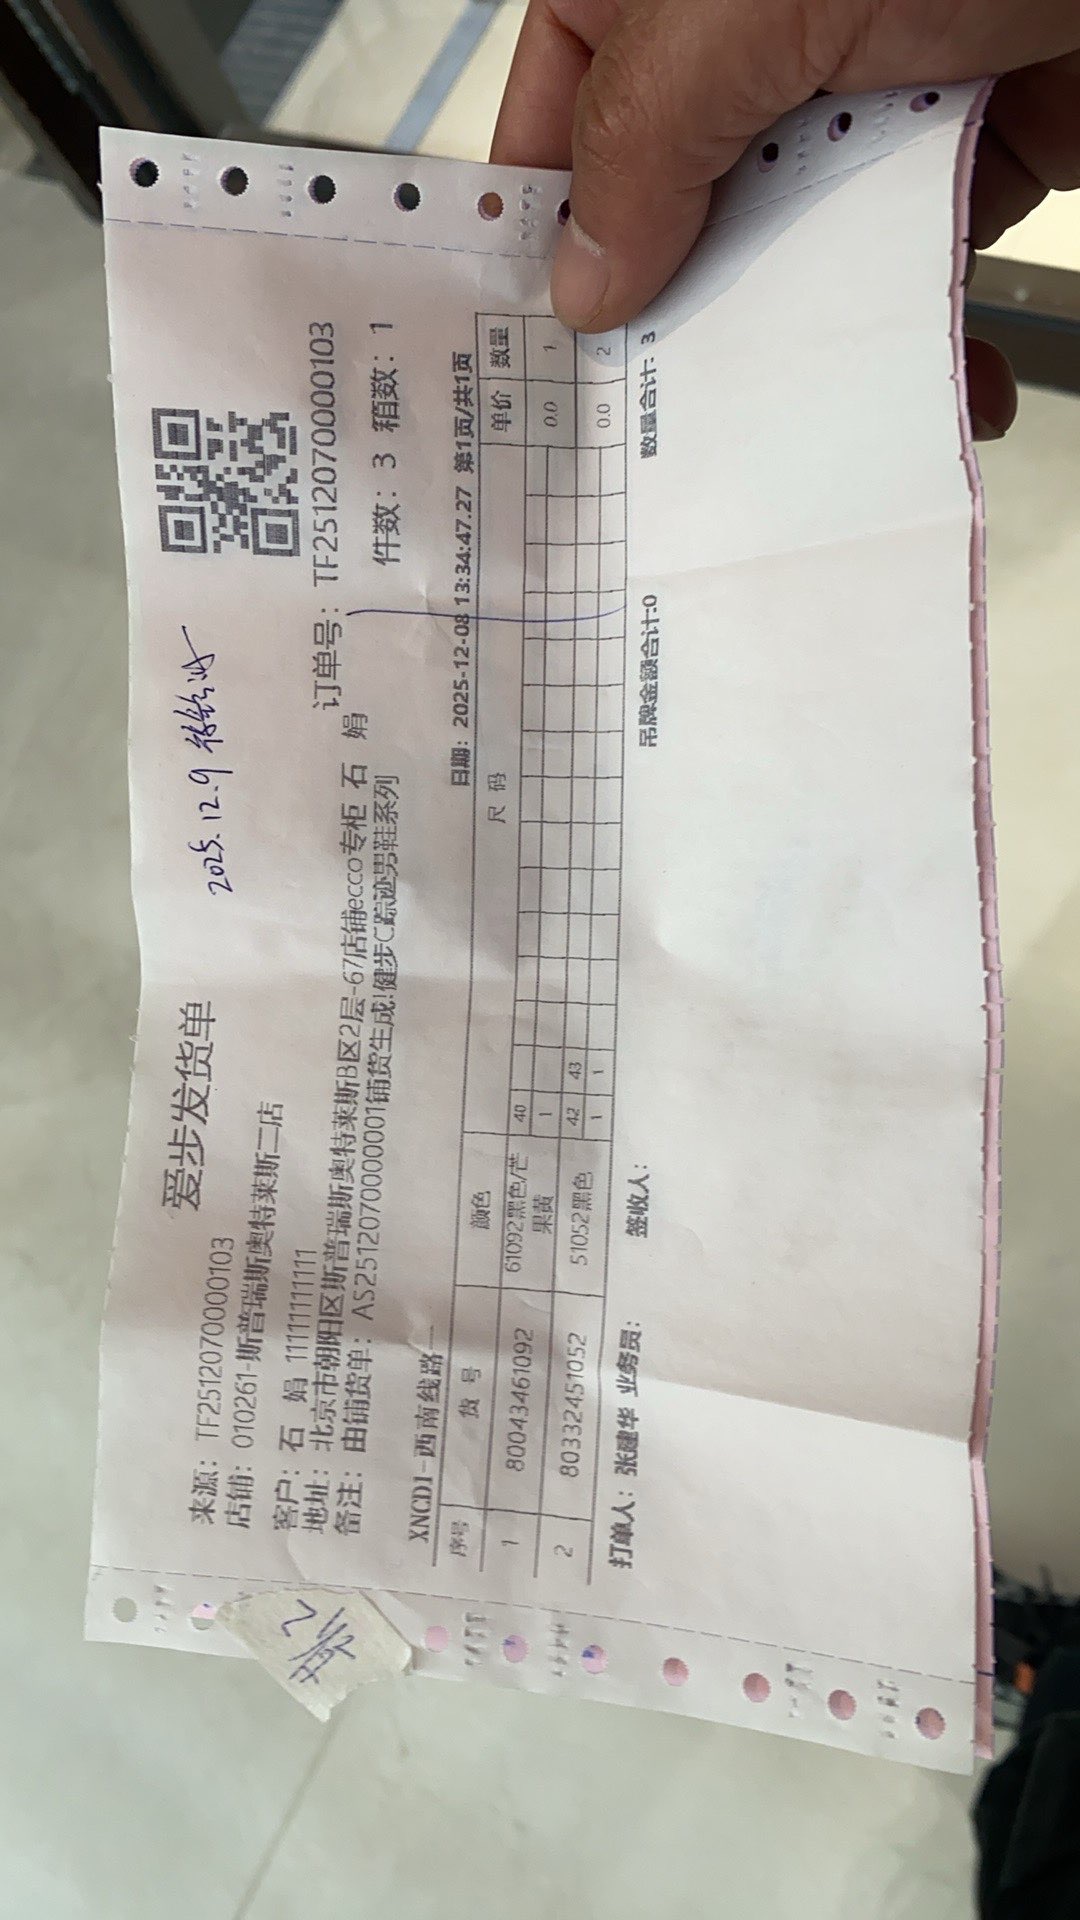 爱步发货单
2025.12.9
来源：TF2512070000103
店铺：010261-斯普瑞斯奥特莱斯二店
客户：石 娟 11111111111
订单号：TF2512070000103
地址：北京市朝阳区斯普瑞斯奥特莱斯B区2层-67店铺ecco专柜 石 娟
件数：3 箱数：1
备注：由铺货单：AS251207000001铺货生成!健步C踪迹男鞋系列
XNCD1-西南线路一
日期：2025-12-08 13:34:47.27 第1页/共1页
序号 货 号 颜色 尺 码 单价 数量
1 80043461092 61092黑色/芒果黄 40 0.0 1
1
2 80332451052 51052黑色 42 43 0.0 2
1 1
打单人：张建华 业务员： 签收人： 吊牌金额合计:0 数量合计：3